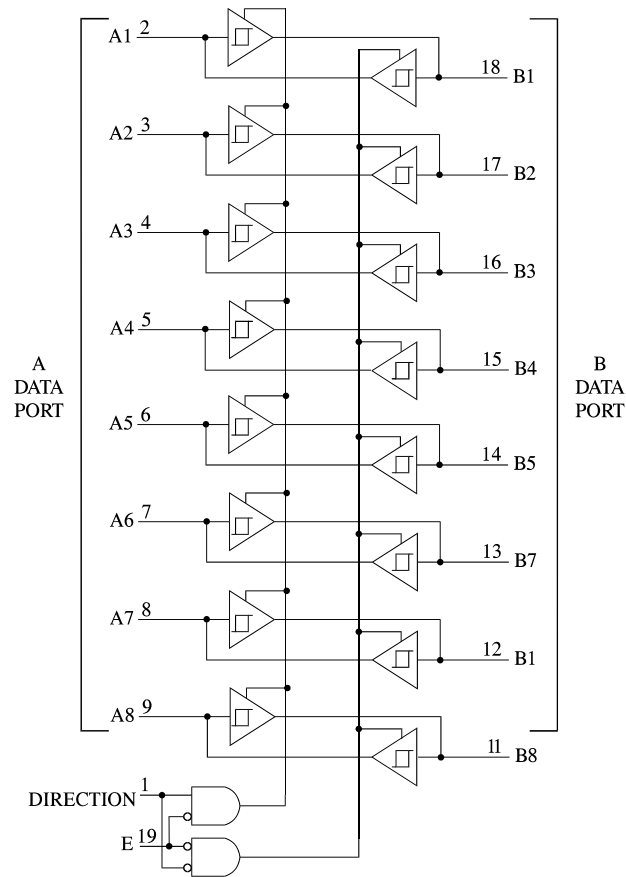 A1 2
18 B1
A2 3
17 B2
A3 4
16 B3
A4 5
15 B4
A
DATA
PORT
B
DATA
PORT
A5 6
14 B5
A6 7
13 B7
A7 8
12 B1
A8 9
11 B8
DIRECTION 1
E 19